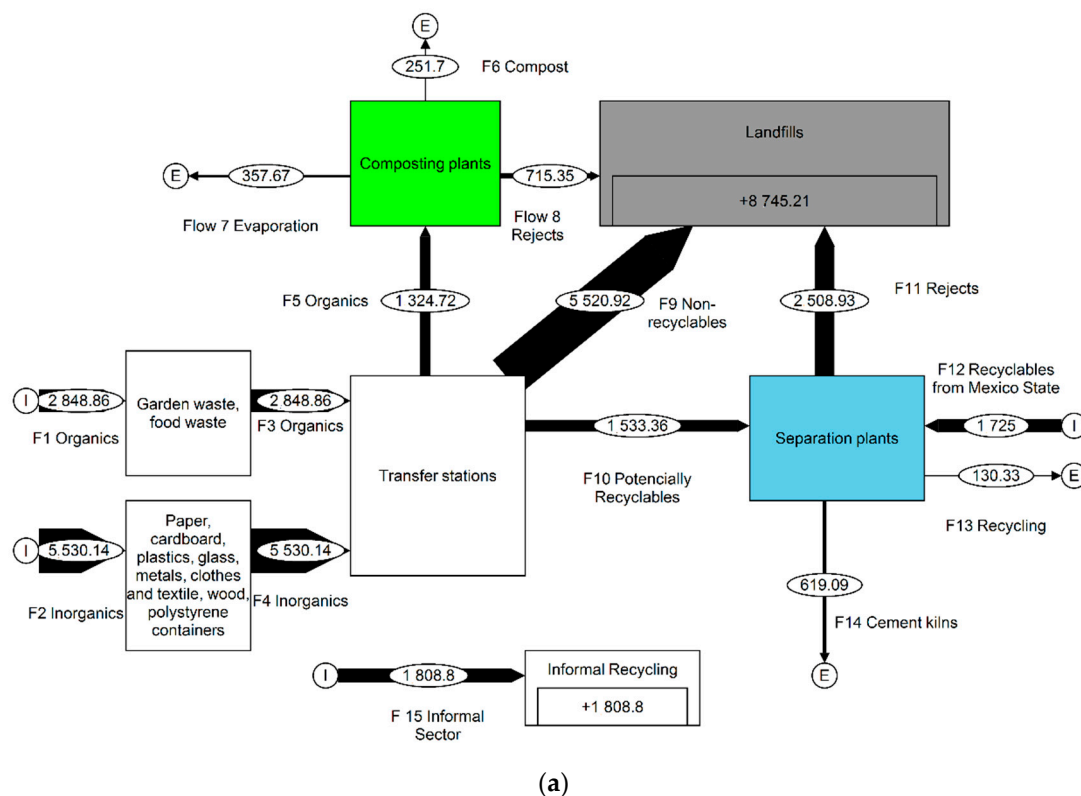 E
251.7
F6 Compost
Landfills
Composting plants
E
357.67
715.35
+8 745.21
Flow 7 Evaporation
Flow 8
Rejects
F5 Organics
1 324.72
5 520.92
F9 Non-
recyclables
2 508.93
F11 Rejects
I
2 848.86
F1 Organics
Garden waste,
food waste
2 848.86
F3 Organics
Transfer stations
1 533.36
F10 Potencially
Recyclables
Separation plants
F12 Recyclables
from Mexico State
1 725
I
130.33
E
F13 Recycling
I
5.530.14
F2 Inorganics
Paper,
cardboard,
plastics, glass,
metals, clothes
and textile, wood,
polystyrene
containers
5 530.14
F4 Inorganics
619.09
F14 Cement kilns
E
I
1 808.8
F 15 Informal
Sector
Informal Recycling
+1 808.8
(a)